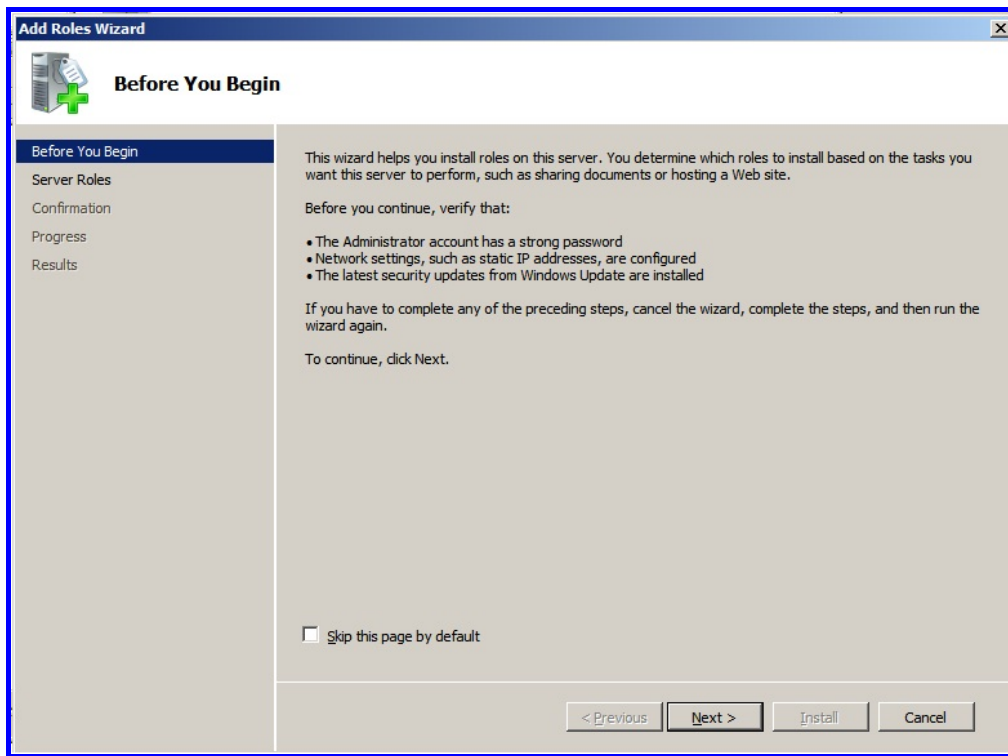 Add Roles Wizard
Before You Begin
Before You Begin
Server Roles
Confirmation
Progress
Results
This wizard helps you install roles on this server. You determine which roles to install based on the tasks you
want this server to perform, such as sharing documents or hosting a Web site.
Before you continue, verify that:
• The Administrator account has a strong password
• Network settings, such as static IP addresses, are configured
• The latest security updates from Windows Update are installed
If you have to complete any of the preceding steps, cancel the wizard, complete the steps, and then run the
wizard again.
To continue, click Next.
Skip this page by default
< Previous Next > Install Cancel